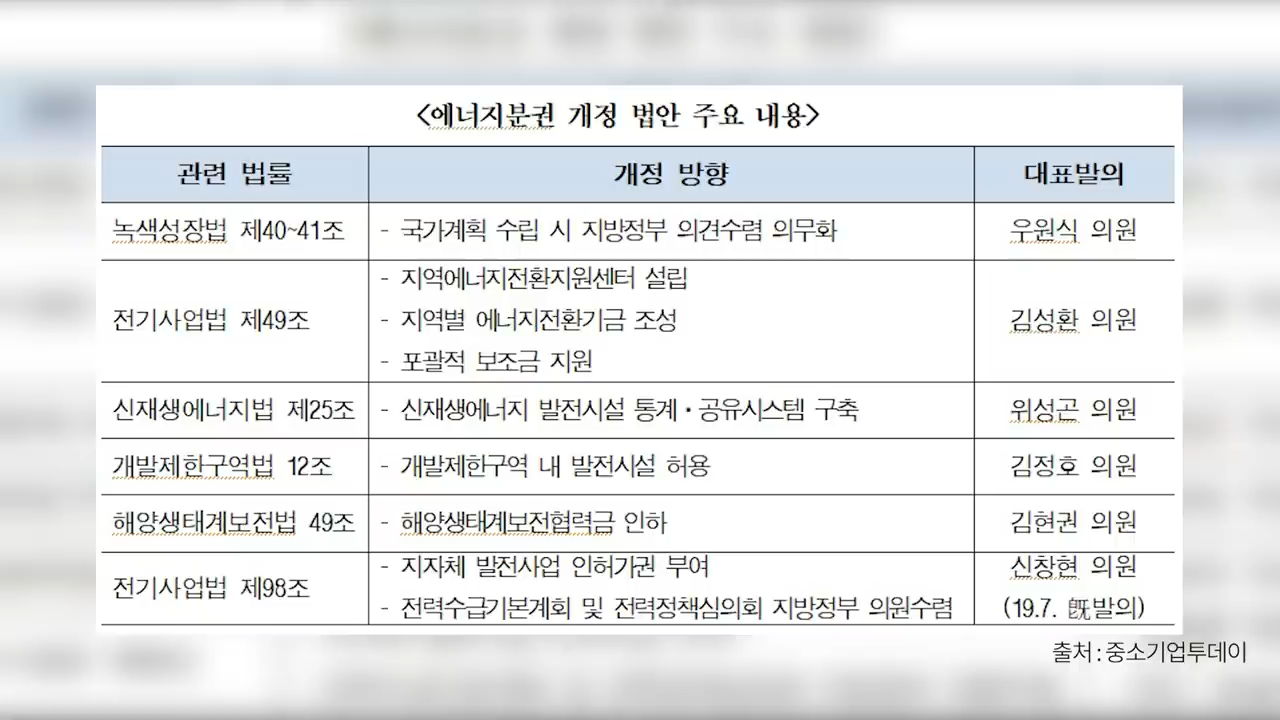 <에너지분권 개정 법안 주요 내용>
관련 법률 개정 방향 대표발의
녹색성장법 제40~41조 - 국가계획 수립 시 지방정부 의견수렴 의무화 우원식 의원
- 지역에너지전환지원센터 설립
전기사업법 제49조 - 지역별 에너지전환기금 조성 김성환 의원
- 포괄적 보조금 지원
신재생에너지법 제25조 - 신재생에너지 발전시설 통계·공유시스템 구축 위성곤 의원
개발제한구역법 12조 - 개발제한구역 내 발전시설 허용 김정호 의원
해양생태계보전법 49조 - 해양생태계보전협력금 인하 김현권 의원
- 지자체 발전사업 인허가권 부여 신창현 의원
전기사업법 제98조
- 전력수급기본계회 및 전력정책심의회 지방정부 의원수렴 (19.7. 旣발의)
출처 : 중소기업투데이